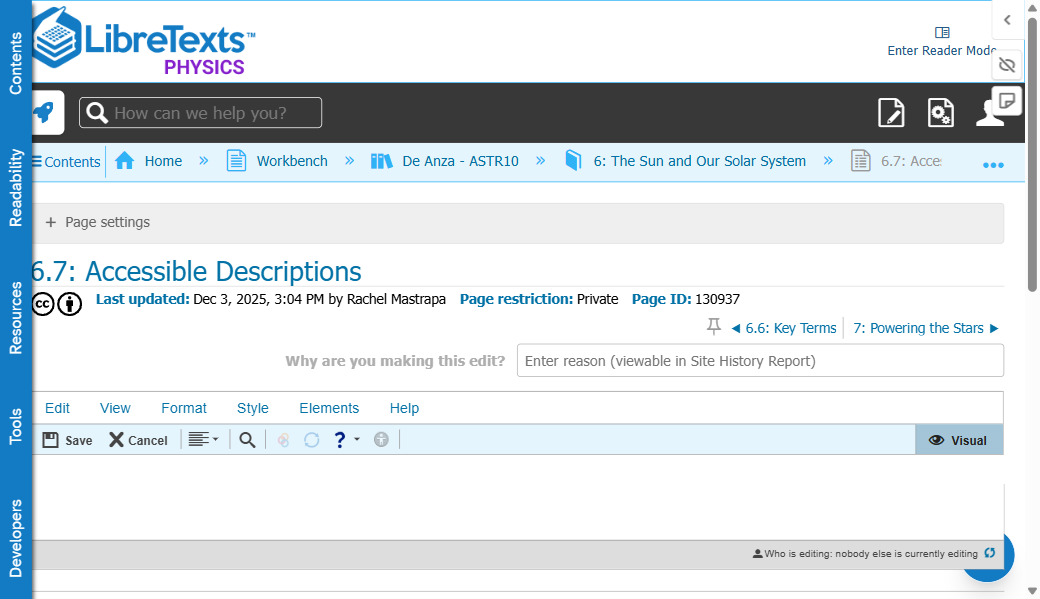 LibreTexts™
PHYSICS
Enter Reader Mode
How can we help you?
Contents
Home » Workbench » De Anza - ASTR10 » 6: The Sun and Our Solar System » 6.7: Acces
+ Page settings
6.7: Accessible Descriptions
cc
Last updated: Dec 3, 2025, 3:04 PM by Rachel Mastrapa Page restriction: Private Page ID: 130937
◄ 6.6: Key Terms
7: Powering the Stars ►
Why are you making this edit?
Enter reason (viewable in Site History Report)
Edit View Format Style Elements Help
Save Cancel ? Visual
Who is editing: nobody else is currently editing
Contents
Readability
Resources
Tools
Developers